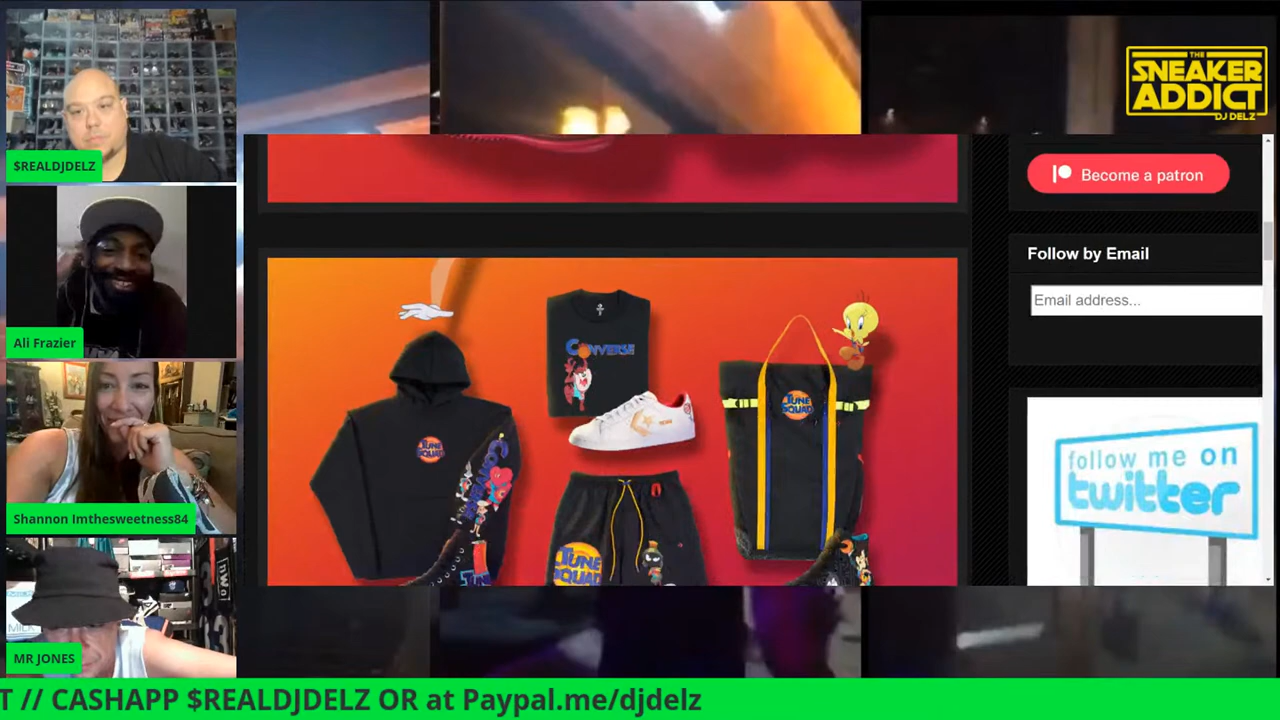 THE
SNEAKER
ADDICT
DJ DELZ
$REALDJDELZ
Ali Frazier
Shannon Imthesweetness84
MR JONES
Become a patron
Follow by Email
Email address...
follow me on
twitter
CONVERSE
TUNE
SQUAD
CONVERSE
TUNE
SQUAD
TUNE
SQUAD
T // CASHAPP $REALDJDELZ OR at Paypal.me/djdelz